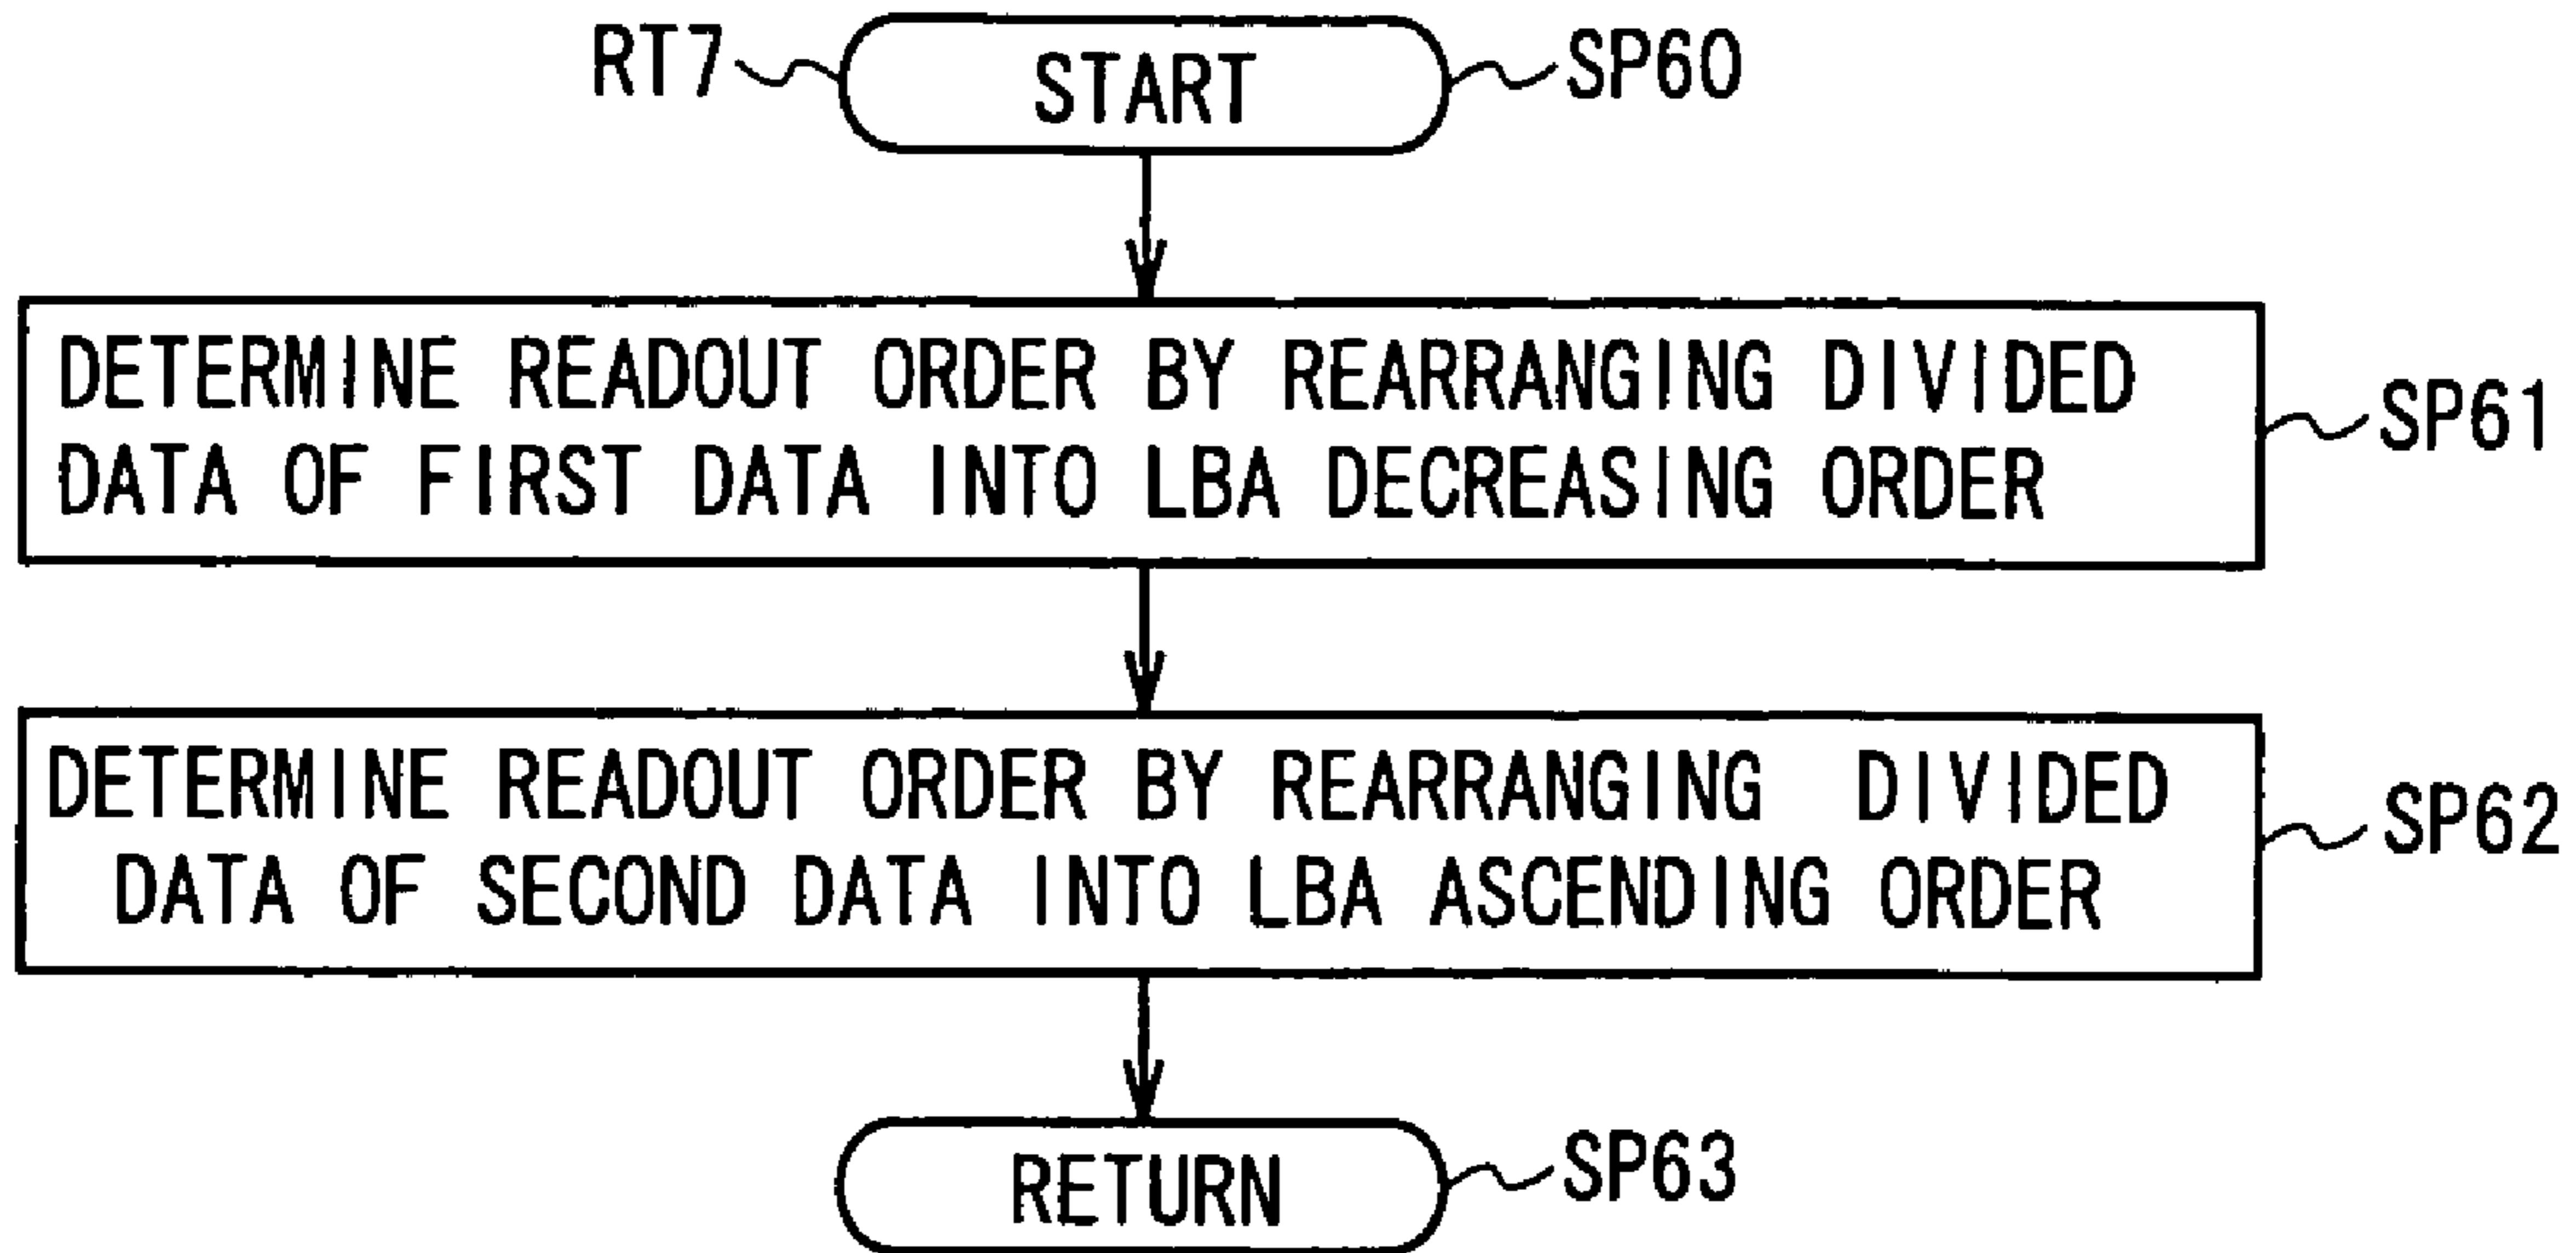 RT7 START SP60
DETERMINE READOUT ORDER BY REARRANGING DIVIDED
DATA OF FIRST DATA INTO LBA DECREASING ORDER
SP61
DETERMINE READOUT ORDER BY REARRANGING DIVIDED
DATA OF SECOND DATA INTO LBA ASCENDING ORDER
SP62
RETURN SP63